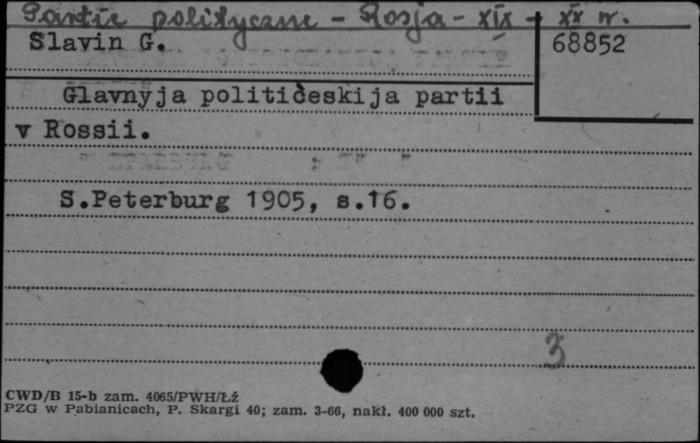 Partie polityczne - Rosja - XIX - XX w.
Slavin G.
68852
Glavnyja političeskija partii
v Rossii.
S.Peterburg 1905, s.16.
3
CWD/B 15-b zam. 4065/PWH/Łź
PZG w Pabianicach, P. Skargi 40; zam. 3-66, nakł. 400 000 szt.